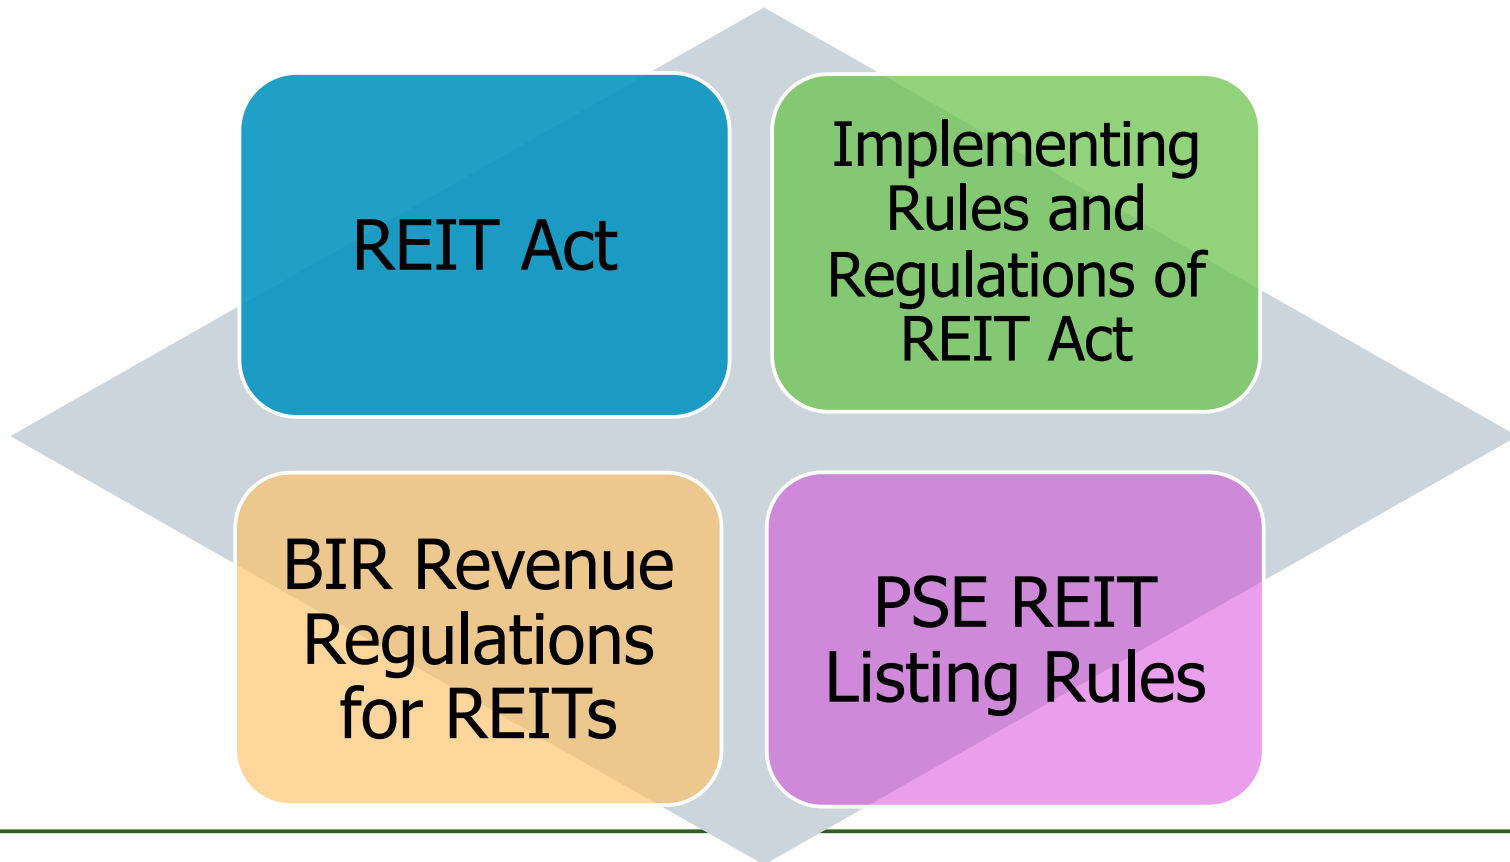 REIT Act
Implementing
Rules and
Regulations of
REIT Act
BIR Revenue
Regulations
for REITs
PSE REIT
Listing Rules